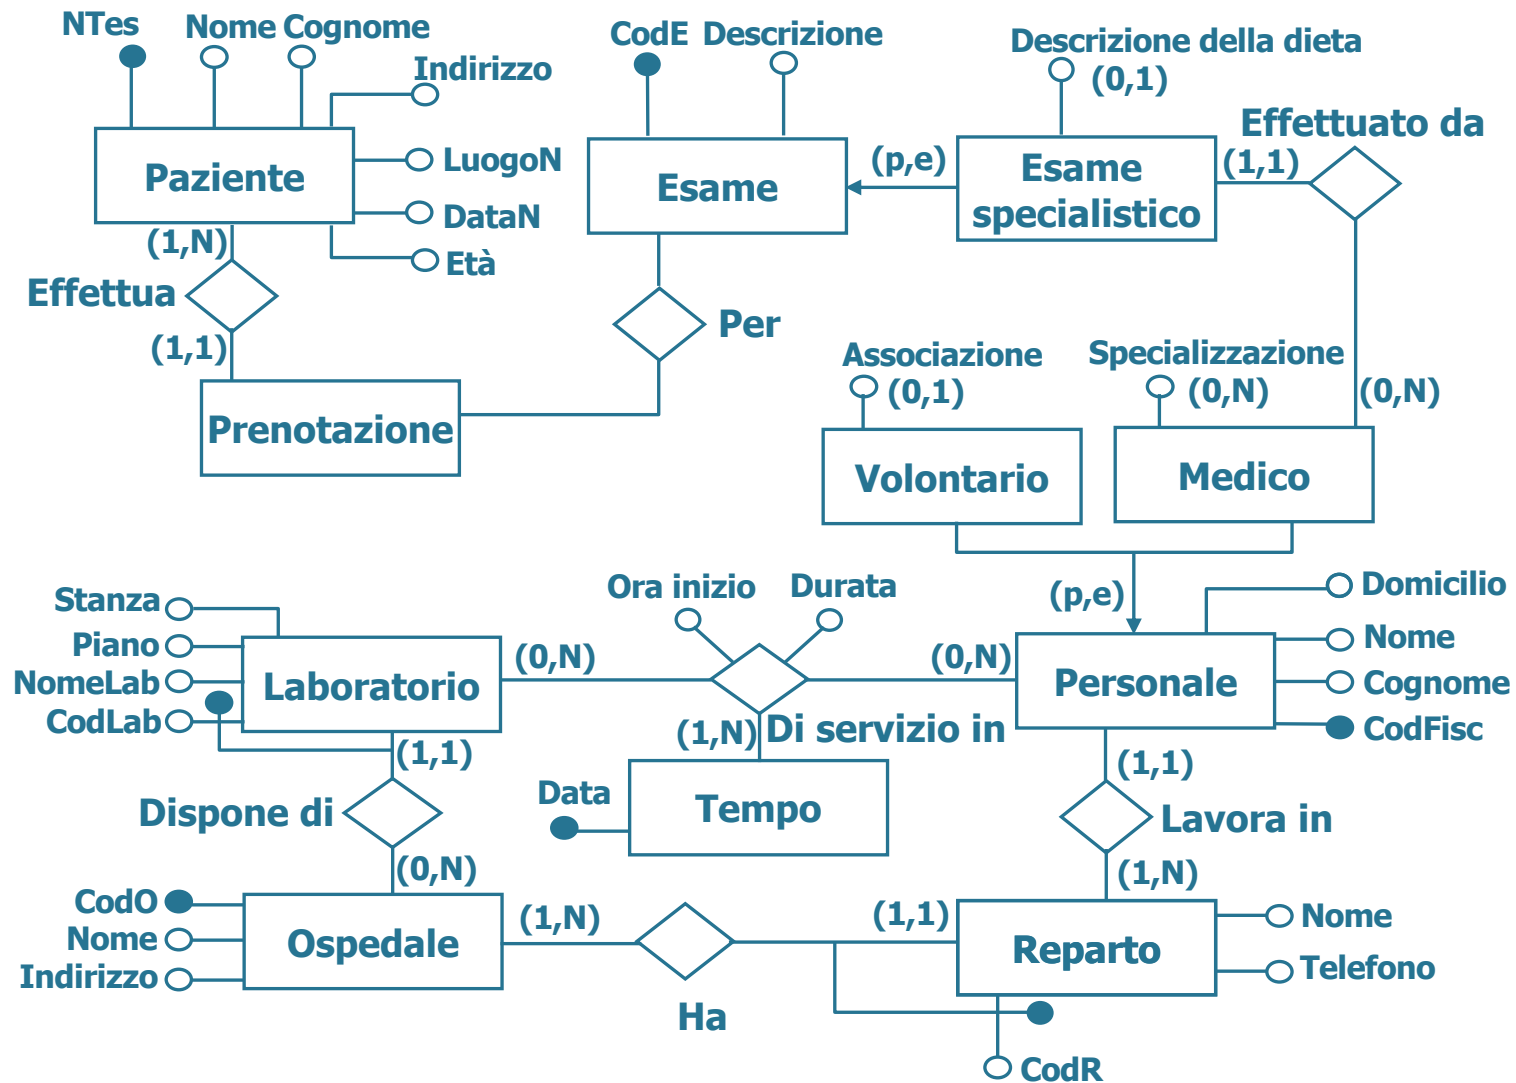 NTes
Nome Cognome
Indirizzo
Paziente
LuogoN
DataN
Età
(1,N)
Effettua
(1,1)
Prenotazione
CodE
Descrizione
Esame
Per
(p,e)
Descrizione della dieta
(0,1)
Esame
specialistico
Effettuato da
(1,1)
(0,N)
Associazione
(0,1)
Volontario
Specializzazione
(0,N)
Medico
(p,e)
Stanza
Piano
NomeLab
CodLab
Laboratorio
(0,N)
Ora inizio
Durata
(0,N)
Di servizio in
(1,N)
Data
Tempo
Personale
Domicilio
Nome
Cognome
CodFisc
(1,1)
Dispone di
(0,N)
(1,1)
Lavora in
(1,N)
CodO
Nome
Indirizzo
Ospedale
(1,N)
Ha
(1,1)
Reparto
Nome
Telefono
CodR